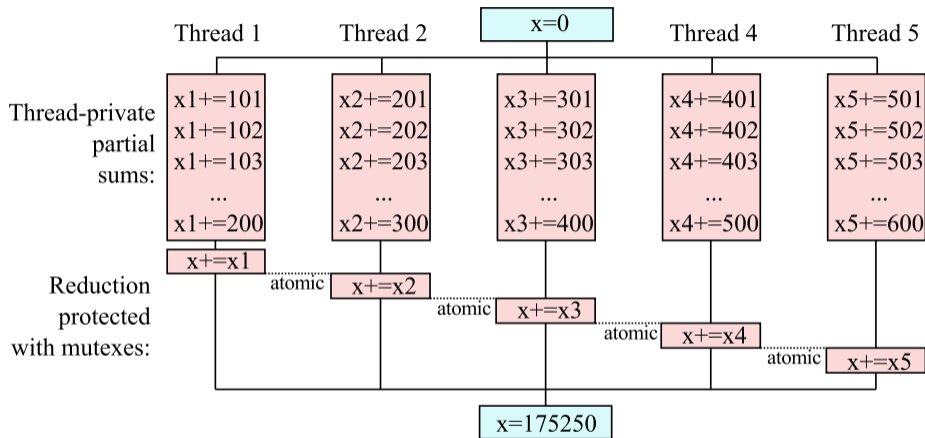 x=0
Thread 1 Thread 2 Thread 4 Thread 5
Thread-private
partial
sums:
x1+=101
x1+=102
x1+=103
...
x1+=200
x2+=201
x2+=202
x2+=203
...
x2+=300
x3+=301
x3+=302
x3+=303
...
x3+=400
x4+=401
x4+=402
x4+=403
...
x4+=500
x5+=501
x5+=502
x5+=503
...
x5+=600
Reduction
protected
with mutexes:
x+=x1
atomic
x+=x2
atomic
x+=x3
atomic
x+=x4
atomic
x+=x5
x=175250